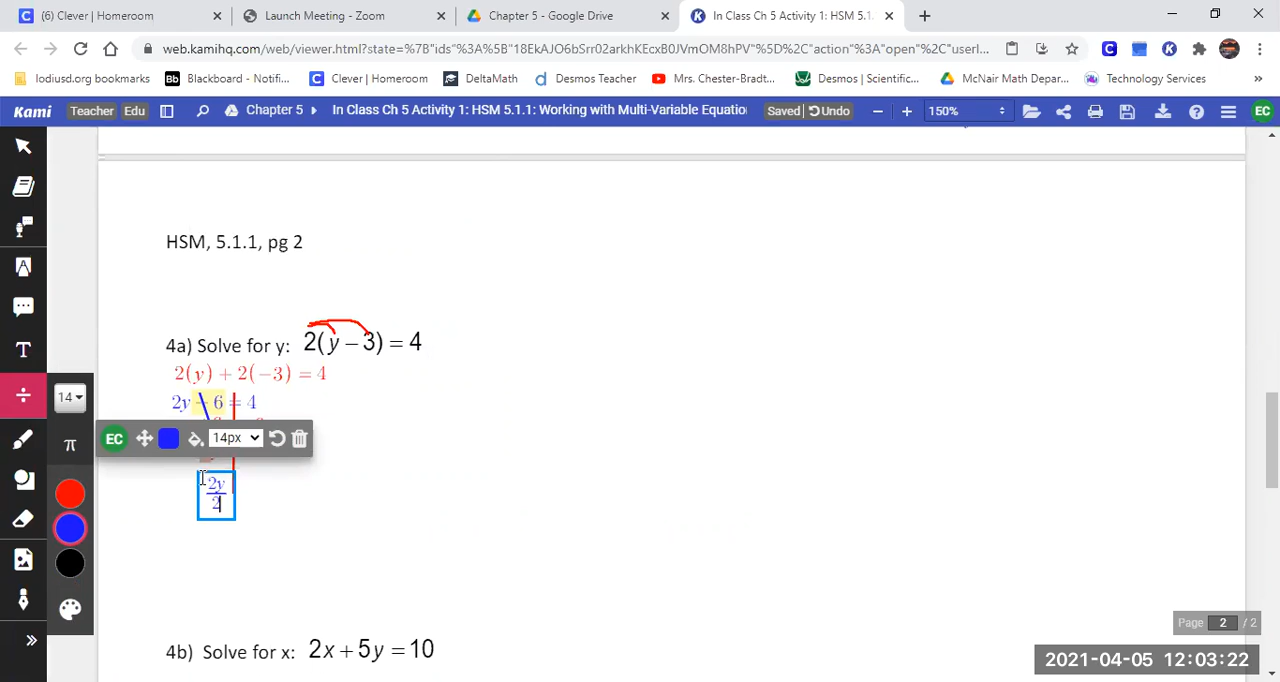 (6) Clever | Homeroom
Launch Meeting - Zoom
Chapter 5 - Google Drive
In Class Ch 5 Activity 1: HSM 5.1.
web.kamihq.com/web/viewer.html?state=%7B"ids"%3A%5B"18EkAJO6bSrr02arkhKEcxB0JVmOM8hPV"%5D%2C"action"%3A"open"%2C"userI...
lodiusd.org bookmarks
Bb Blackboard - Notifi...
Clever | Homeroom
DeltaMath
Desmos Teacher
Mrs. Chester-Bradt...
Desmos | Scientific...
McNair Math Depar...
Technology Services
»
Kami
Teacher
Edu
Chapter 5
In Class Ch 5 Activity 1: HSM 5.1.1: Working with Multi-Variable Equatio
Saved
Undo
150%
EC
HSM, 5.1.1, pg 2
4a) Solve for y: 2(y − 3) = 4
2(y) + 2(−3) = 4
2y − 6 = 4
14
EC
14px
π
2y
2
4b) Solve for x: 2x + 5y = 10
Page 2 / 2
2021-04-05 12:03:22